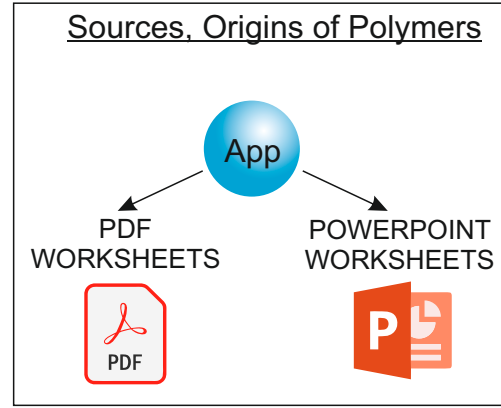 Sources, Origins of Polymers
App
PDF
WORKSHEETS
POWERPOINT
WORKSHEETS
PDF
P